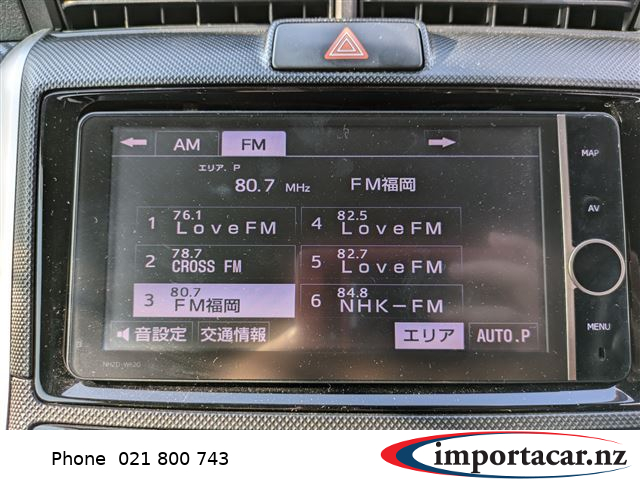 AM FM
エリア. P
80.7 MHz FM福岡
1 76.1 LoveFM
4 82.5 LoveFM
2 78.7 CROSS FM
5 82.7 LoveFM
3 80.7 FM福岡
6 84.8 NHK-FM
音設定 交通情報 エリア AUTO.P
MAP
AV
MENU
NHZD-W62G
Phone 021 800 743
importacar.nz